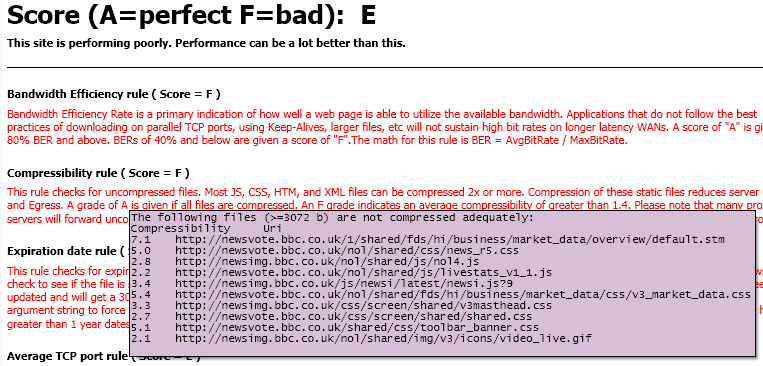 Score (A=perfect F=bad): E
This site is performing poorly. Performance can be a lot better than this.
Bandwidth Efficiency rule ( Score = F )
Bandwidth Efficiency Rate is a primary indication of how well a web page is able to utilize the available bandwidth. Applications that do not follow the best
practices of downloading on parallel TCP ports, using Keep-Alives, larger files, etc will not sustain high bit rates on longer latency WANs. A score of "A" is gi
80% BER and above. BERs of 40% and below are given a score of "F".The math for this rule is BER = AvgBitRate / MaxBitRate.
Compressibility rule ( Score = F )
This rule checks for uncompressed files. Most JS, CSS, HTM, and XML files can be compressed 2x or more. Compression of these static files reduces server
and Egress. A grade of A is given if all files are compressed. An F grade indicates an average compressibility of greater than 1.4. Please note that many pro
servers will forward unco
The following files (>=3072 b) are not compressed adequately:
Compressibility Uri
7.1 http://newsvote.bbc.co.uk/1/shared/fds/hi/business/market_data/overview/default.stm
5.0 http://newsimg.bbc.co.uk/nol/shared/css/news_r5.css
2.8 http://newsimg.bbc.co.uk/nol/shared/js/nol4.js
2.2 http://newsimg.bbc.co.uk/nol/shared/js/livestats_v1_1.js
3.4 http://newsimg.bbc.co.uk/js/newsi/latest/newsi.js?9
5.4 http://newsimg.bbc.co.uk/nol/shared/fds/hi/business/market_data/css/v3_market_data.css
3.3 http://newsimg.bbc.co.uk/css/screen/shared/v3masthead.css
2.7 http://newsvote.bbc.co.uk/css/screen/shared/shared.css
5.1 http://newsvote.bbc.co.uk/shared/css/toolbar_banner.css
2.1 http://newsimg.bbc.co.uk/nol/shared/img/v3/icons/video_live.gif
Expiration date rule (
This rule checks for expir
check to see if the file is
updated and will get a 30
argument string to force
greater than 1 year dates
Average TCP port rule ( Score = E )